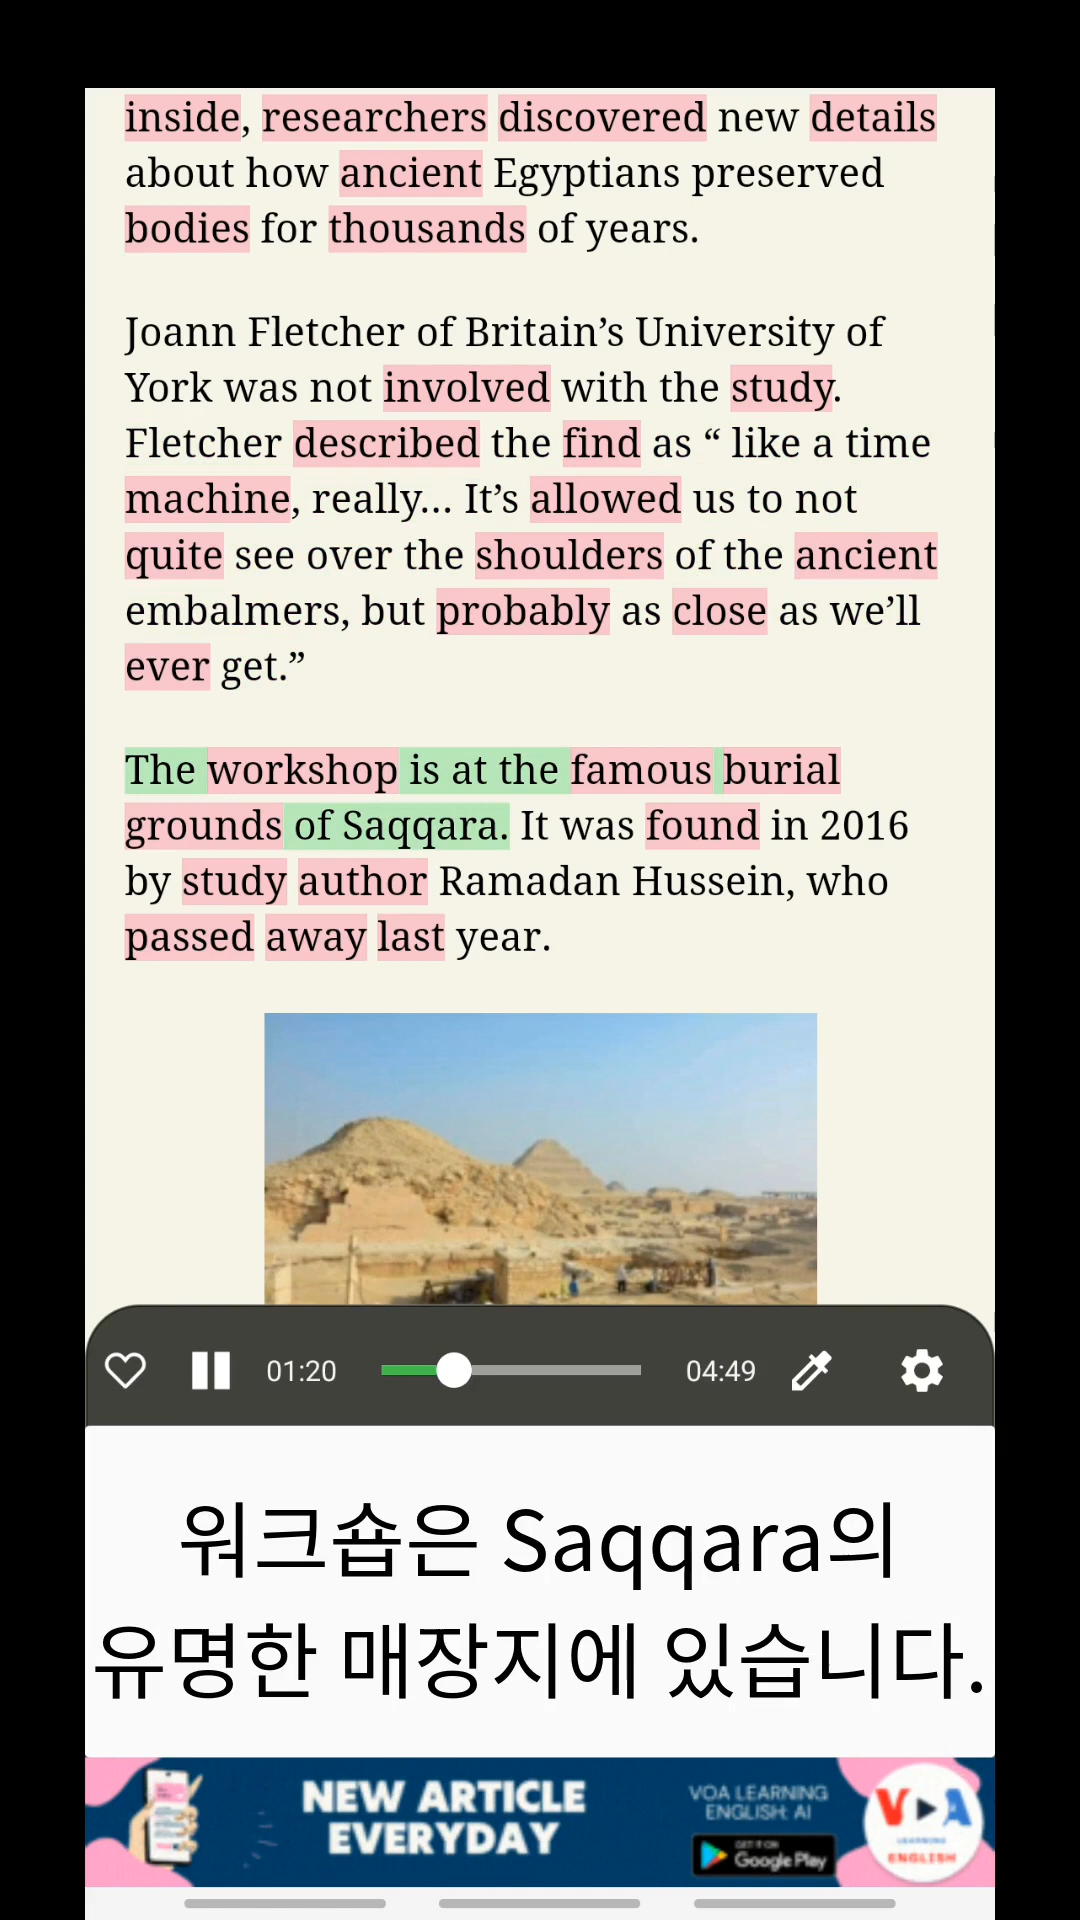 inside, researchers discovered new details
about how ancient Egyptians preserved
bodies for thousands of years.
Joann Fletcher of Britain’s University of
York was not involved with the study.
Fletcher described the find as “ like a time
machine, really... It’s allowed us to not
quite see over the shoulders of the ancient
embalmers, but probably as close as we’ll
ever get.”
The workshop is at the famous burial
grounds of Saqqara. It was found in 2016
by study author Ramadan Hussein, who
passed away last year.
01:20
04:49
워크숍은 Saqqara의
유명한 매장지에 있습니다.
NEW ARTICLE
EVERYDAY
VOA LEARNING
ENGLISH: AI
GET IT ON
Google Play
VOA
LEARNING
ENGLISH